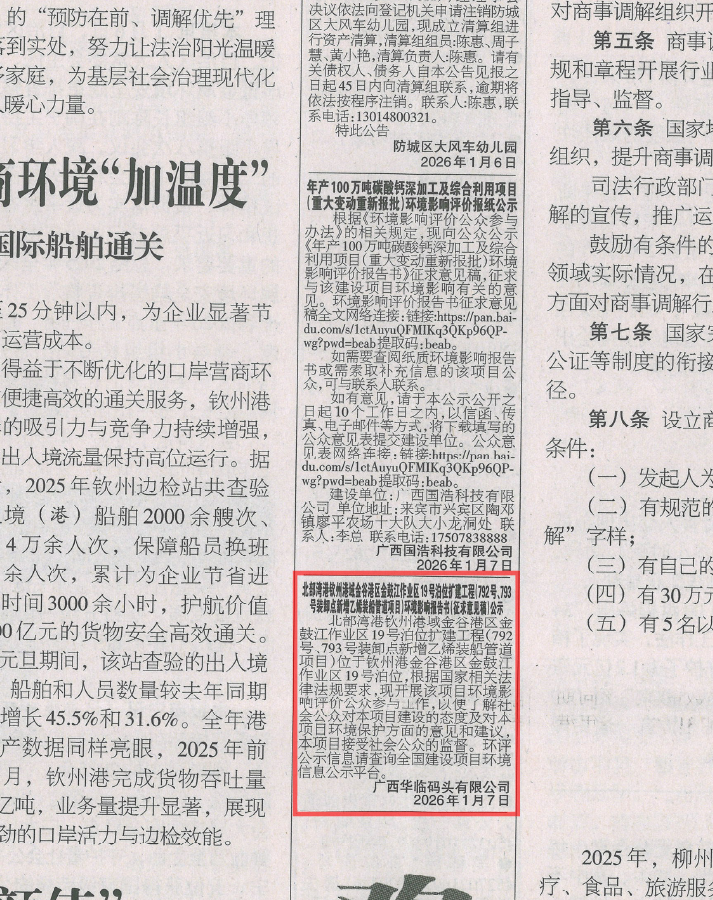 的“预防在前、调解优先”理
落到实处，努力让法治阳光温暖
家庭，为基层社会治理现代化
暖心力量。
商环境“加温度”
国际船舶通关
至25分钟以内，为企业显著节
运营成本。
得益于不断优化的口岸营商环
便捷高效的通关服务，钦州港
的吸引力与竞争力持续增强，
出入境流量保持高位运行。据
，2025年钦州边检站共查验
境（港）船舶2000余艘次、
4万余人次，保障船员换班
余人次，累计为企业节省进
时间3000余小时，护航价值
00亿元的货物安全高效通关。
元旦期间，该站查验的出入境
船舶和人员数量较去年同期
增长45.5%和31.6%。全年港
产数据同样亮眼，2025年前
月，钦州港完成货物吞吐量
亿吨，业务量提升显著，展现
劲的口岸活力与边检效能。
决议依法向登记机关申请注销防城
区大风车幼儿园，现成立清算组进
行资产清算，清算组组员：陈惠、周子
慧、黄小艳，清算负责人：陈惠。请有
关债权人、债务人自本公告见报之
日起45日内向清算组联系，逾期将
依法按程序注销。联系人：陈惠，联
系电话：13014800321。
特此公告
防城区大风车幼儿园
2026年1月6日
年产100万吨碳酸钙深加工及综合利用项目
（重大变动重新报批）环境影响评价报纸公示
根据《环境影响评价公众参与
办法》的相关规定，现向公众公示
《年产100万吨碳酸钙深加工及综合
利用项目（重大变动重新报批）环境
影响评价报告书》征求意见稿，征求
与该建设项目环境影响有关的意
见。环境影响评价报告书征求意见
稿全文网络连接：链接:https://pan.bai-
du.com/s/1ctAuyuQFMIKq3QKp96QP-
wg?pwd=beab提取码：beab。
如需要查阅纸质环境影响报告
书或需索取补充信息的该项目公
众，可与联系人联系。
如有意见，请于本公示公开之
日起10个工作日之内，以信函、传
真、电子邮件等方式，将下载填写的
公众意见表提交建设单位。公众意
见表网络连接：链接:https://pan.bai-
du.com/s/1ctAuyuQFMIKq3QKp96QP-
wg?pwd=beab提取码：beab。
建设单位：广西国浩科技有限
公司 单位地址：来宾市兴宾区陶邓
镇廖平农场十大队大小龙洞处 联
系人：李总 联系电话：17507838888
广西国浩科技有限公司
2026年1月7日
北部湾港钦州港域金谷港区金鼓江作业区19号泊位扩建工程（792号、793
号装卸点新增乙烯装船管道项目）环境影响报告书（征求意见稿）公示
北部湾港钦州港域金谷港区金
鼓江作业区19号泊位扩建工程（792
号、793号装卸点新增乙烯装船管道
项目）位于钦州港金谷港区金鼓江
作业区19号泊位，根据国家相关法
律法规要求，现开展该项目环境影
响评价公众参与工作，以便了解社
会公众对本项目建设的态度及对本
项目环境保护方面的意见和建议，
本项目接受社会公众的监督。环评
公示信息请查询全国建设项目环境
信息公示平台。
广西华临码头有限公司
2026年1月7日
对商事调解组织开
第五条 商事调
规和章程开展行业
指导、监督。
第六条 国家培
组织，提升商事调
司法行政部门
解的宣传，推广运
鼓励有条件的
领域实际情况，在
方面对商事调解行
第七条 国家完
公证等制度的衔接
径。
第八条 设立商
条件：
（一）发起人为
（二）有规范的
解”字样；
（三）有自己的
（四）有30万元
（五）有5名以
2025年，柳州
疗、食品、旅游服务